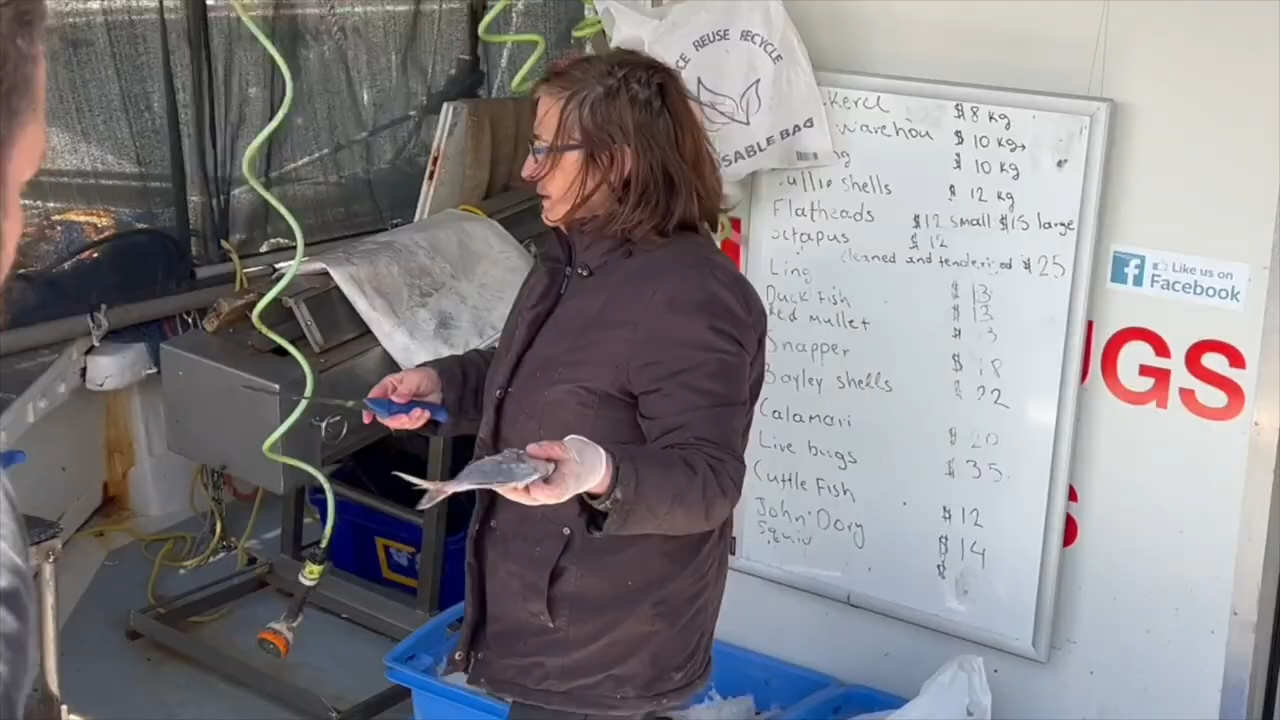 CE REUSE RECYCLE
SABLE BAG
kerel $8 kg
warehou $10 kg
ng $10 kg
ullie shells $12 kg
Flatheads $12 small $15 large
octapus $12
cleaned and tenderised $25
Ling $13
Duck Fish $13
Red Mullet
Snapper $18
Bayley shells $22
Calamari
Live bugs $20
Cuttle Fish $35
John Dory $12
Squid $14
$
Like us on
Facebook
UGS
S